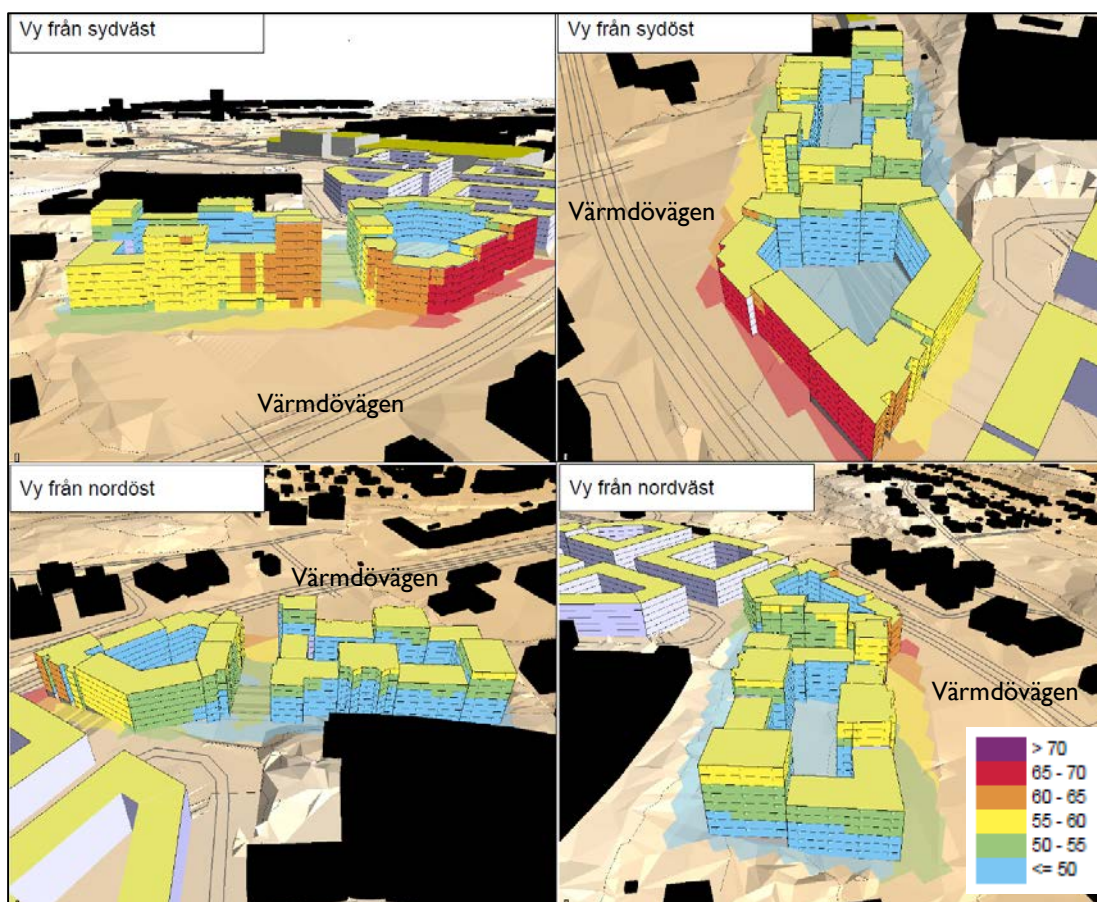 Vy från sydväst
Värmdövägen
Vy från sydöst
Värmdövägen
Vy från nordöst
Värmdövägen
Vy från nordväst
Värmdövägen
> 70
65 - 70
60 - 65
55 - 60
50 - 55
<= 50